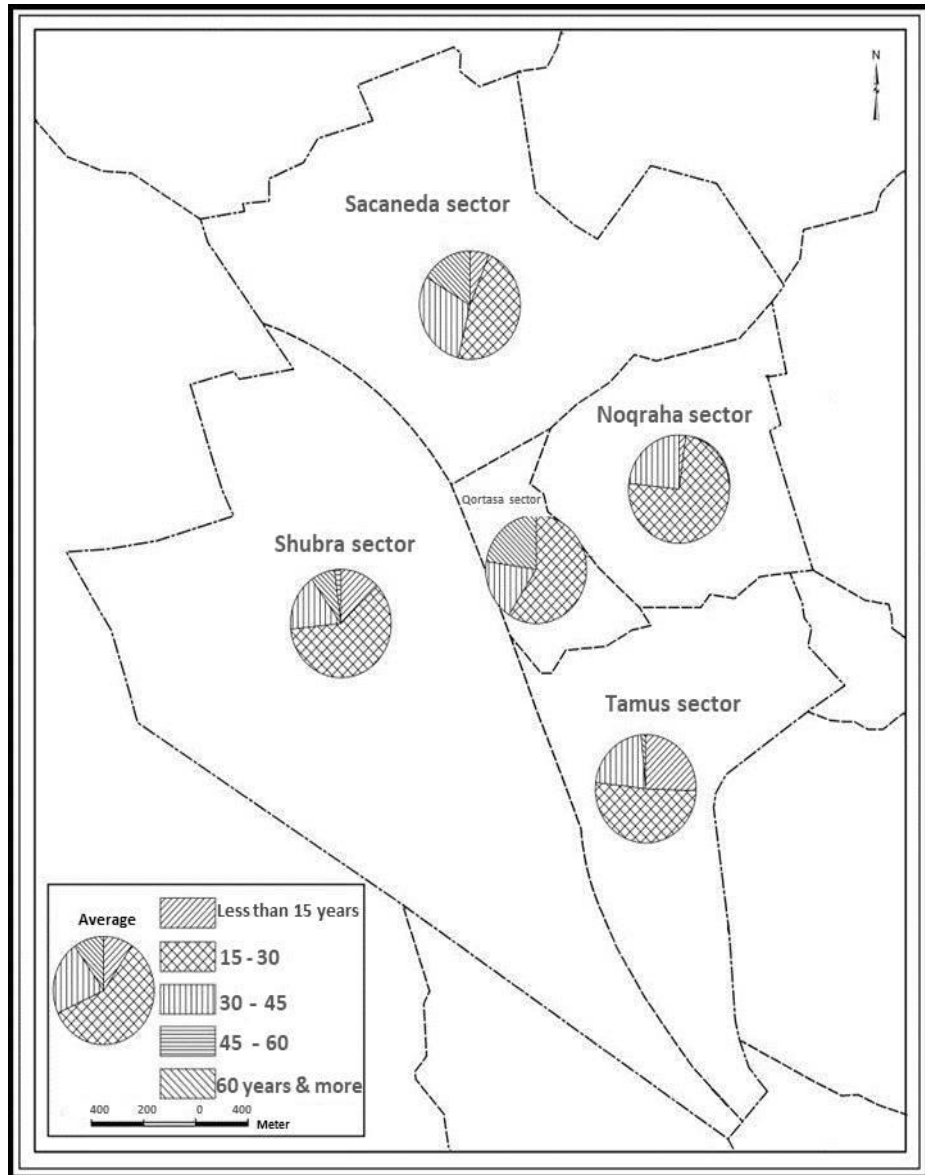 N
Sacaneda sector
Noqraha sector
Qortasa sector
Shubra sector
Tamus sector
Average
Less than 15 years
15 - 30
30 - 45
45 - 60
60 years & more
400 200 0 400
Meter